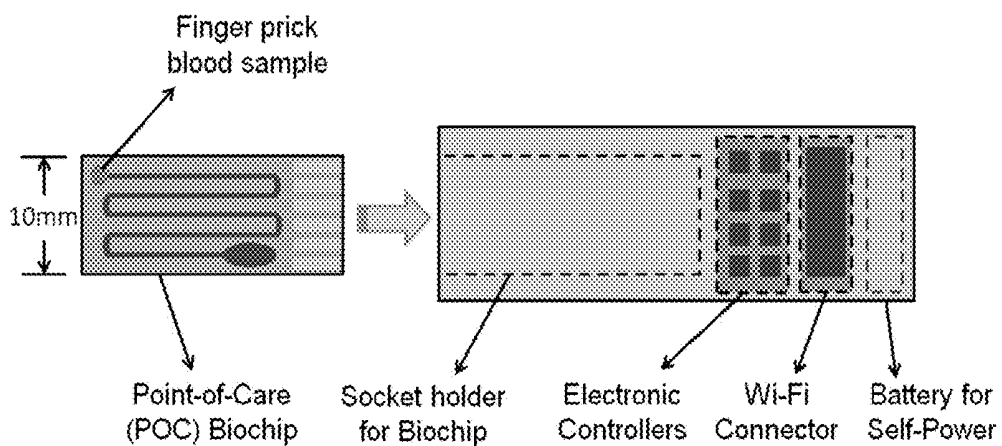 Finger prick
blood sample
10mm
Point-of-Care
(POC) Biochip
Socket holder
for Biochip
Electronic
Controllers
Wi-Fi
Connector
Battery for
Self-Power